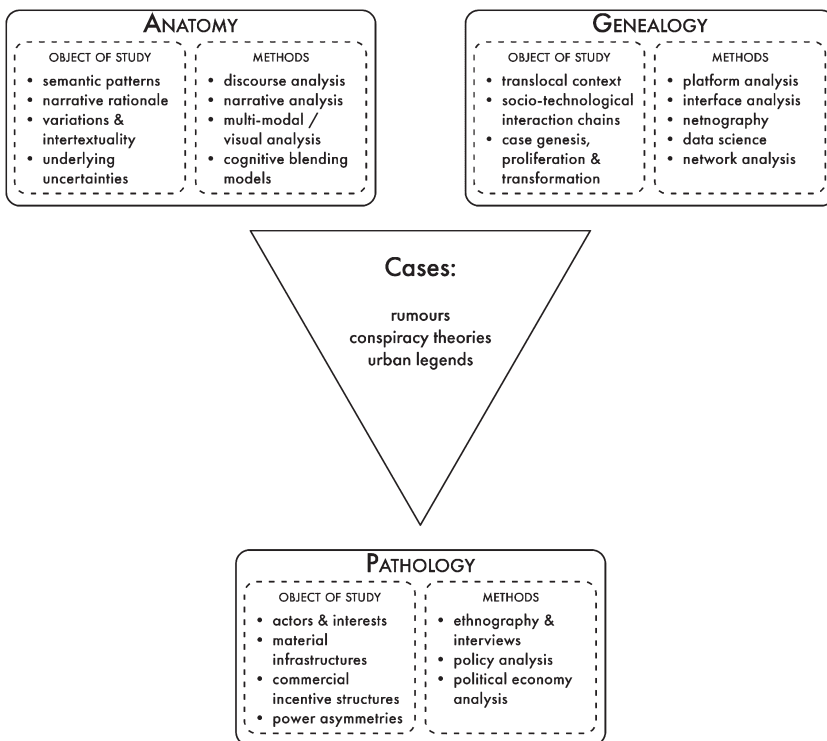 ANATOMY
OBJECT OF STUDY
• semantic patterns
• narrative rationale
• variations &
intertextuality
• underlying
uncertainties
METHODS
• discourse analysis
• narrative analysis
• multi-modal /
visual analysis
• cognitive blending
models
GENEALOGY
OBJECT OF STUDY
• translocal context
• socio-technological
interaction chains
• case genesis,
proliferation &
transformation
METHODS
• platform analysis
• interface analysis
• netnography
• data science
• network analysis
Cases:
rumours
conspiracy theories
urban legends
PATHOLOGY
OBJECT OF STUDY
• actors & interests
• material
infrastructures
• commercial
incentive structures
• power asymmetries
METHODS
• ethnography &
interviews
• policy analysis
• political economy
analysis